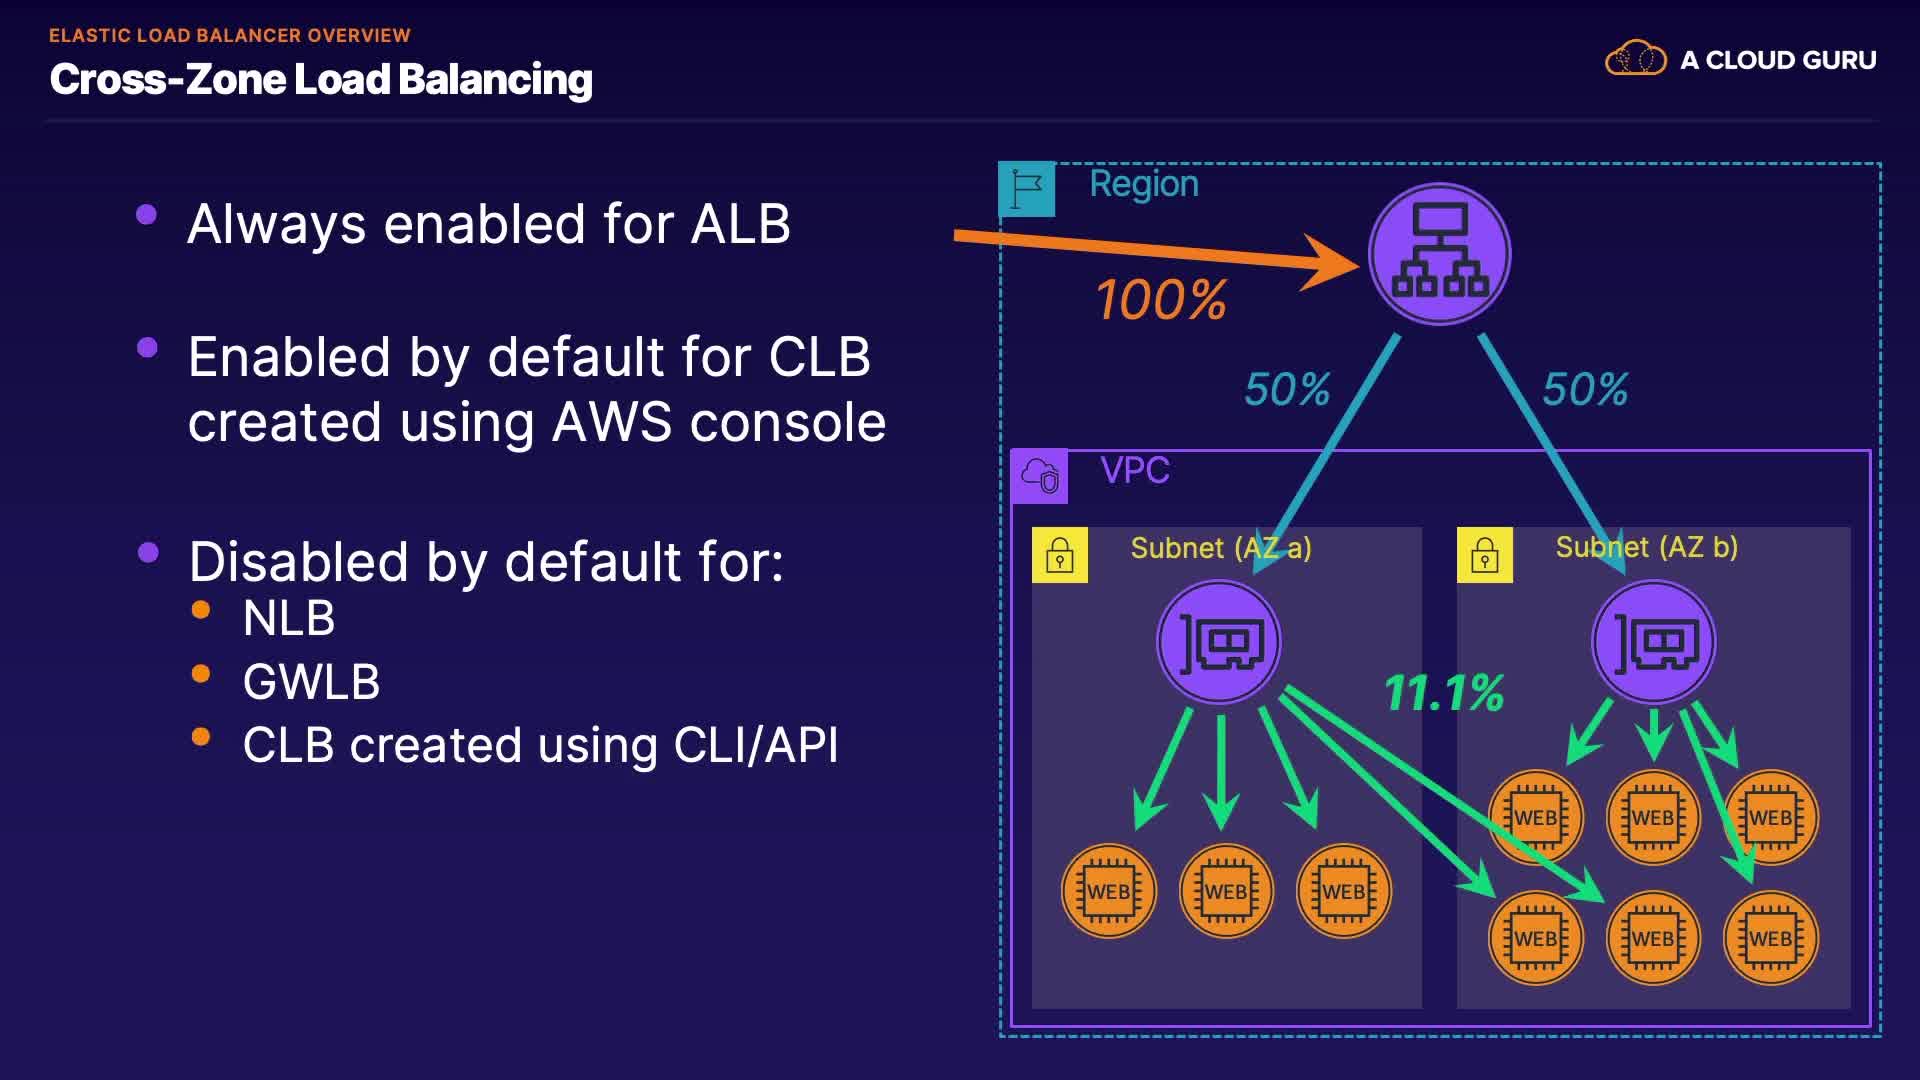 ELASTIC LOAD BALANCER OVERVIEW
Cross-Zone Load Balancing
A CLOUD GURU
Always enabled for ALB
Enabled by default for CLB
created using AWS console
Disabled by default for:
NLB
GWLB
CLB created using CLI/API
Region
100%
50%
50%
VPC
Subnet (AZ a)
Subnet (AZ b)
11.1%
WEB
WEB
WEB
WEB
WEB
WEB
WEB
WEB
WEB